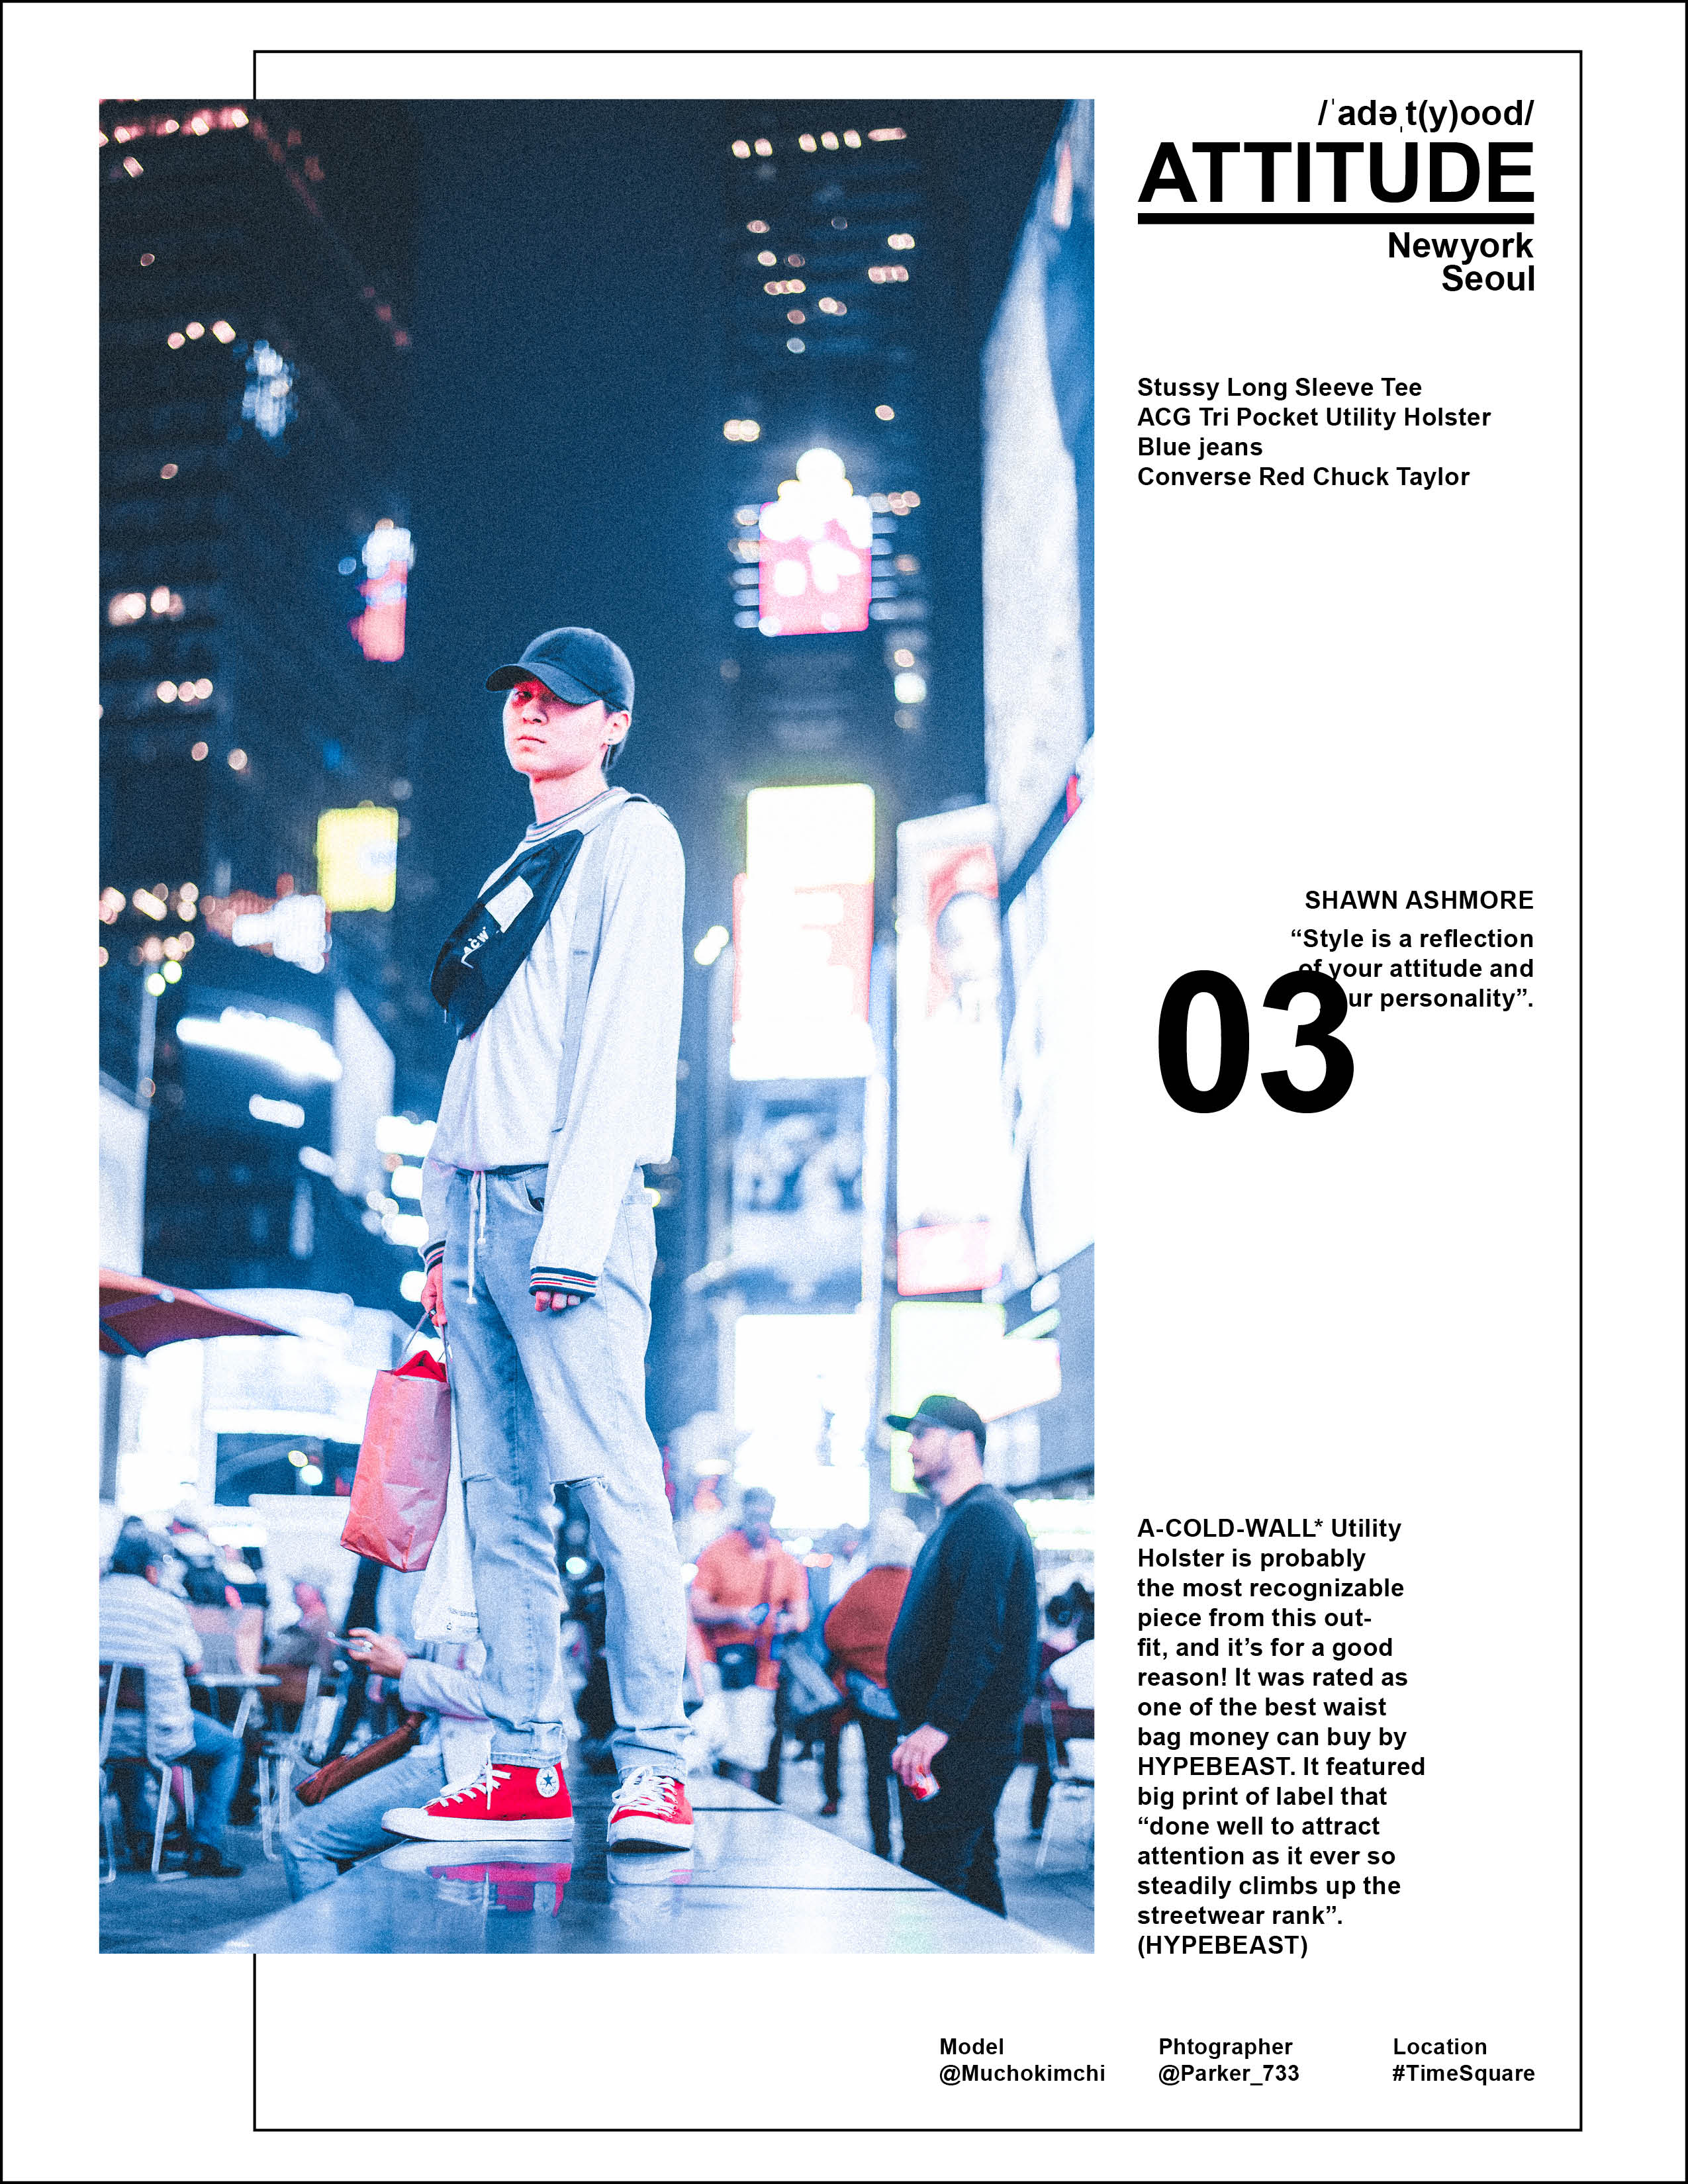 /ˈadəˌt(y)ood/
ATTITUDE
Newyork
Seoul
Stussy Long Sleeve Tee
ACG Tri Pocket Utility Holster
Blue jeans
Converse Red Chuck Taylor
SHAWN ASHMORE
“Style is a reflection
of your attitude and
ur personality”.
03
A-COLD-WALL* Utility
Holster is probably
the most recognizable
piece from this out-
fit, and it’s for a good
reason! It was rated as
one of the best waist
bag money can buy by
HYPEBEAST. It featured
big print of label that
“done well to attract
attention as it ever so
steadily climbs up the
streetwear rank”.
(HYPEBEAST)
Model
@Muchokimchi
Phtographer
@Parker_733
Location
#TimeSquare
ACW*